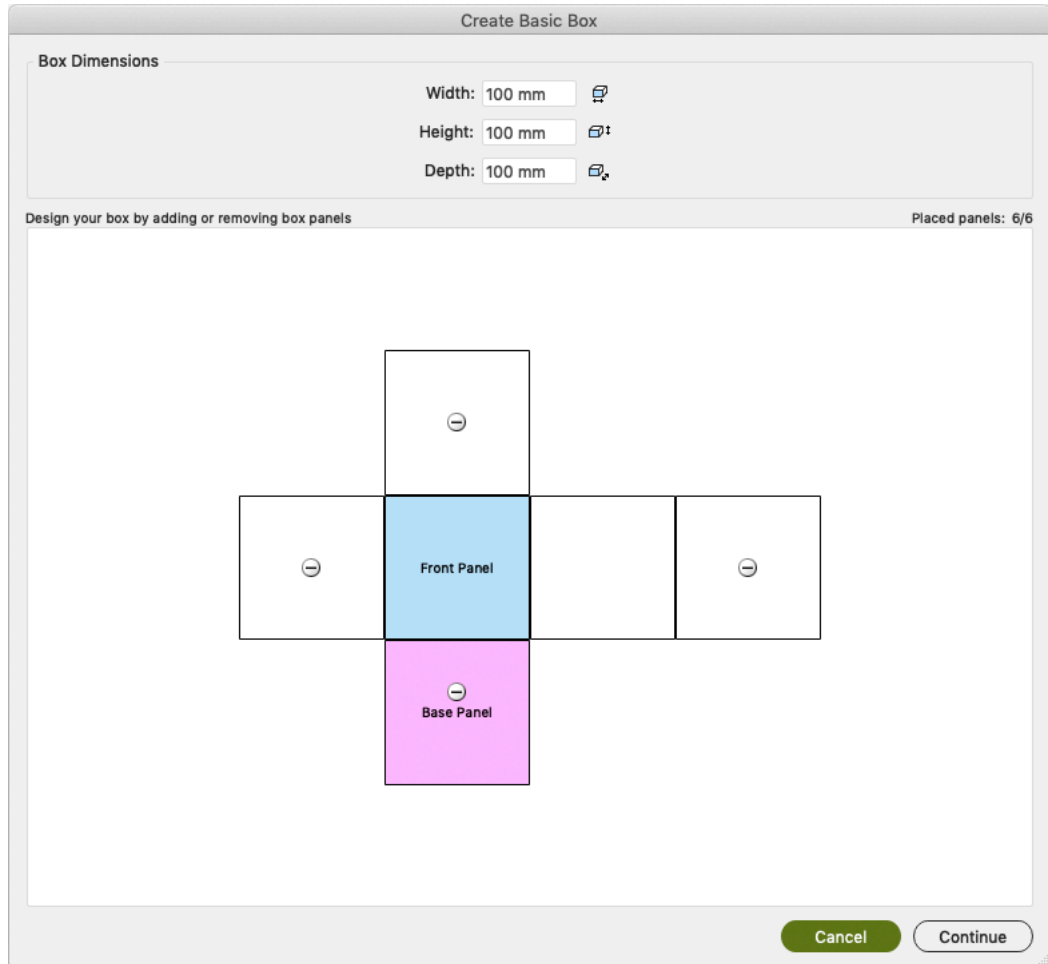 Create Basic Box
Box Dimensions
Width: 100 mm
Height: 100 mm
Depth: 100 mm
Design your box by adding or removing box panels Placed panels: 6/6
Front Panel
Base Panel
Cancel Continue